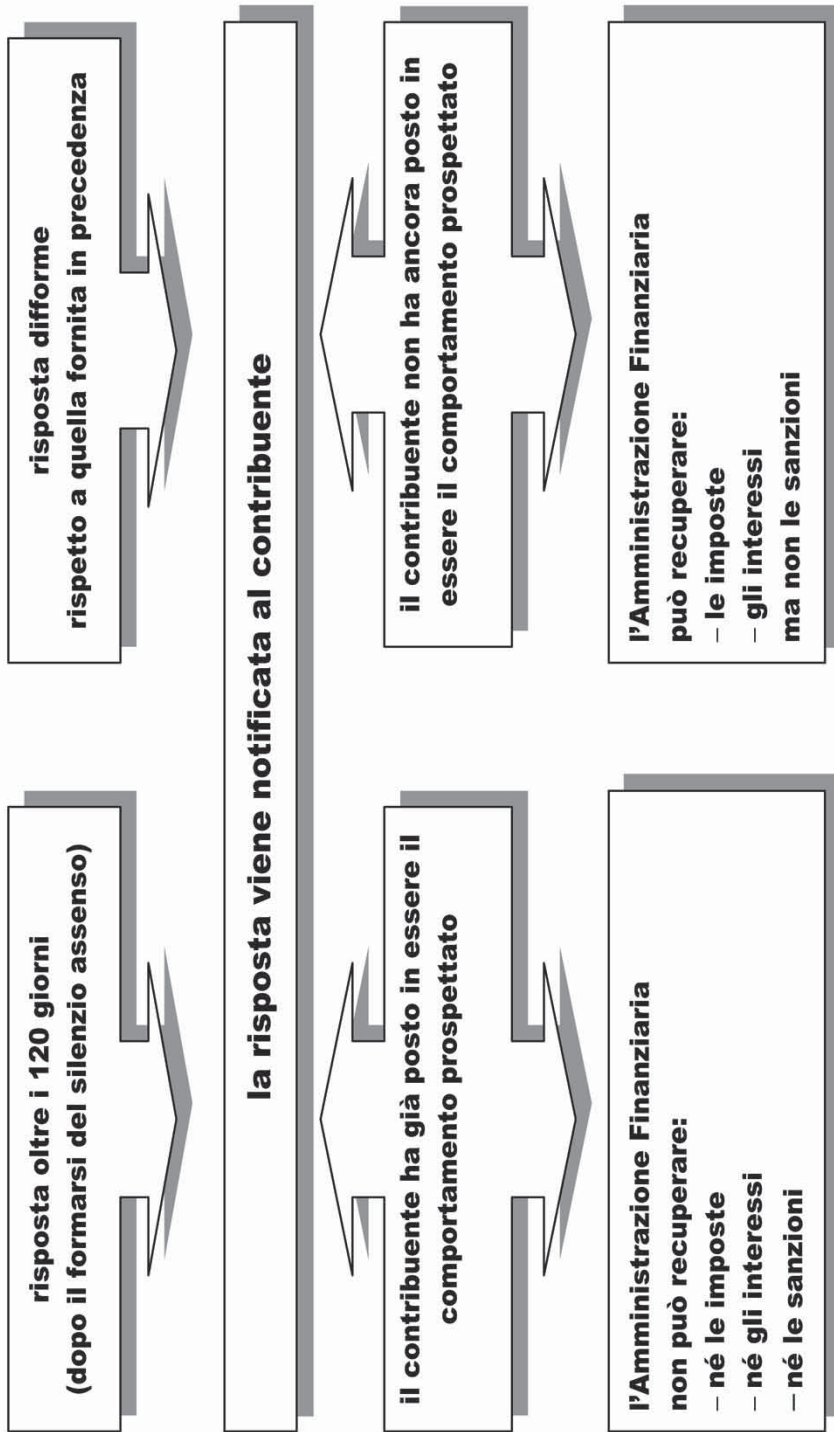 risposta oltre i 120 giorni
(dopo il formarsi del silenzio assenso)
risposta difforme
rispetto a quella fornita in precedenza
la risposta viene notificata al contribuente
il contribuente ha già posto in essere il
comportamento prospettato
il contribuente non ha ancora posto in
essere il comportamento prospettato
l'Amministrazione Finanziaria
non può recuperare:
– né le imposte
– né gli interessi
– né le sanzioni
l'Amministrazione Finanziaria
può recuperare:
– le imposte
– gli interessi
ma non le sanzioni